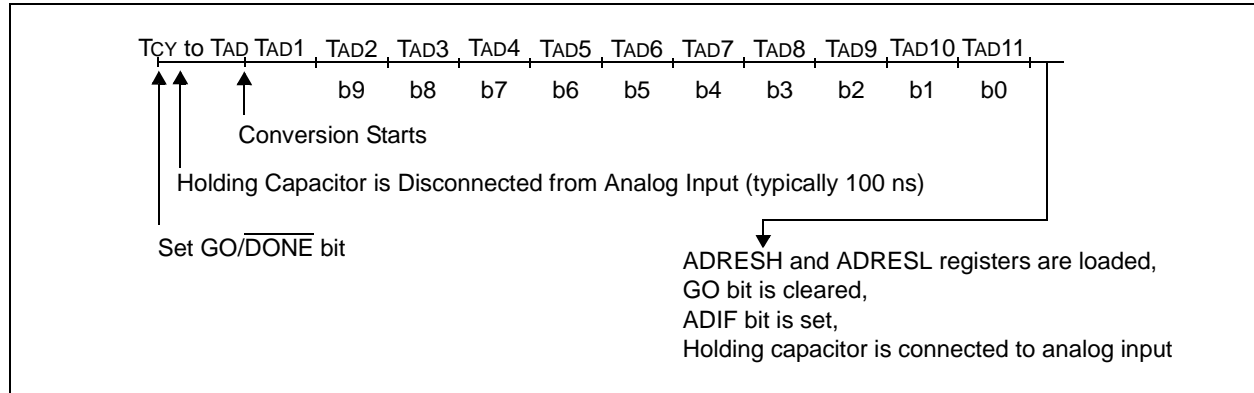 TCY to TAD TAD1 TAD2 TAD3 TAD4 TAD5 TAD6 TAD7 TAD8 TAD9 TAD10 TAD11
b9 b8 b7 b6 b5 b4 b3 b2 b1 b0
Conversion Starts
Holding Capacitor is Disconnected from Analog Input (typically 100 ns)
Set GO/DONE bit
ADRESH and ADRESL registers are loaded,
GO bit is cleared,
ADIF bit is set,
Holding capacitor is connected to analog input